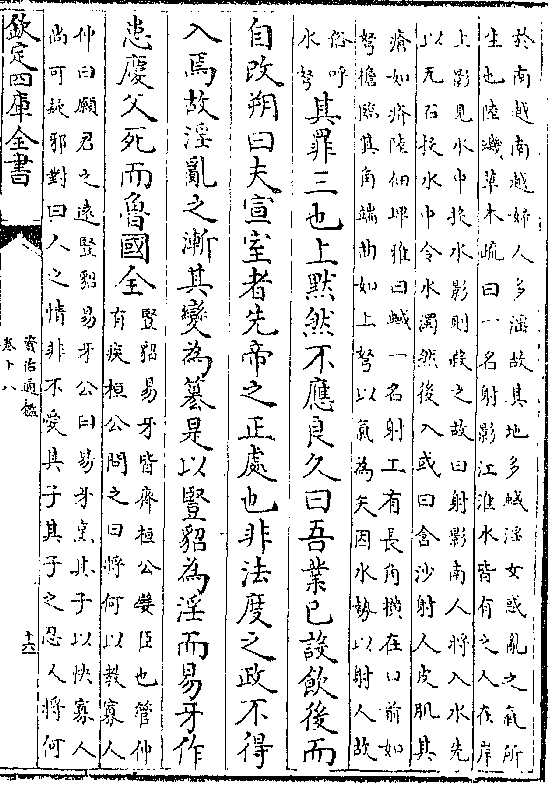 於南越南越婦人多淫故其地多蜮淫女惑亂之氣所
生也陸璣草木疏曰一名射影江淮水皆有之人在岸
上影見水中投水影則殺之故曰射影南人將入水先
以瓦石投水中令水濁然後入或曰含沙射人皮肌其
瘡如疥陸佃埤雅曰蜮一名射工有長角橫在口前如
弩檐臨其角端曲如上弩以氣為矢因水勢以射人故
俗呼
水弩
其罪三也上默然不應良久曰吾業已設飲後而
自改朔曰夫宣室者先帝之正處也非法度之政不得
入焉故淫亂之漸其變為簒是以豎貂為淫而易牙作
患慶父死而魯國全
豎貂易牙皆齊桓公嬖臣也管仲
有疾桓公問之曰將何以教寡人
仲曰願君之遠豎貂易牙公曰易牙烹其子以快寡人
尚可疑邪對曰人之情非不愛其子其子之忍人將何
欽定四庫全書
資治通鑑
卷十八
十六